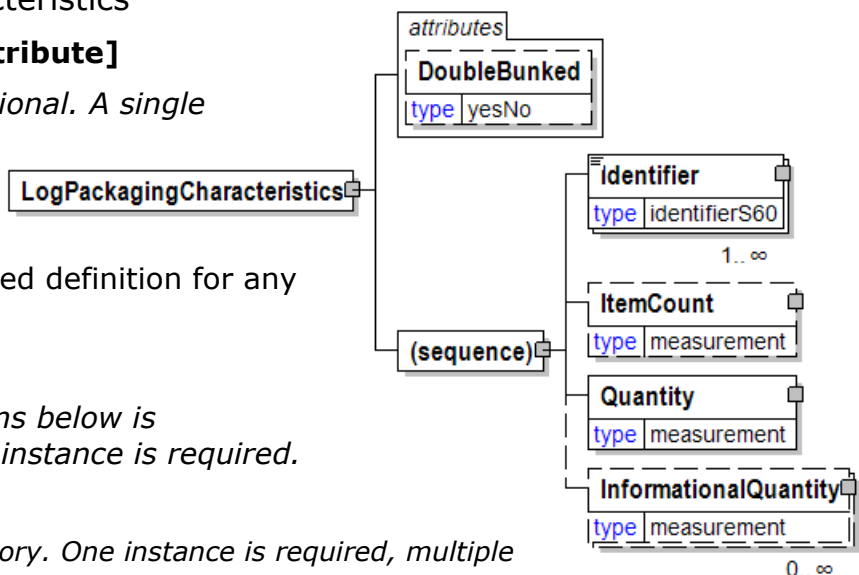 cteristics
tribute]
ional. A single
ed definition for any
ns below is
instance is required.
ory. One instance is required, multiple
attributes
DoubleBunked
type yesNo
LogPackagingCharacteristics
(sequence)
Identifier
type identifierS60
1.. ∞
ItemCount
type measurement
Quantity
type measurement
InformationalQuantity
type measurement
0 ∞